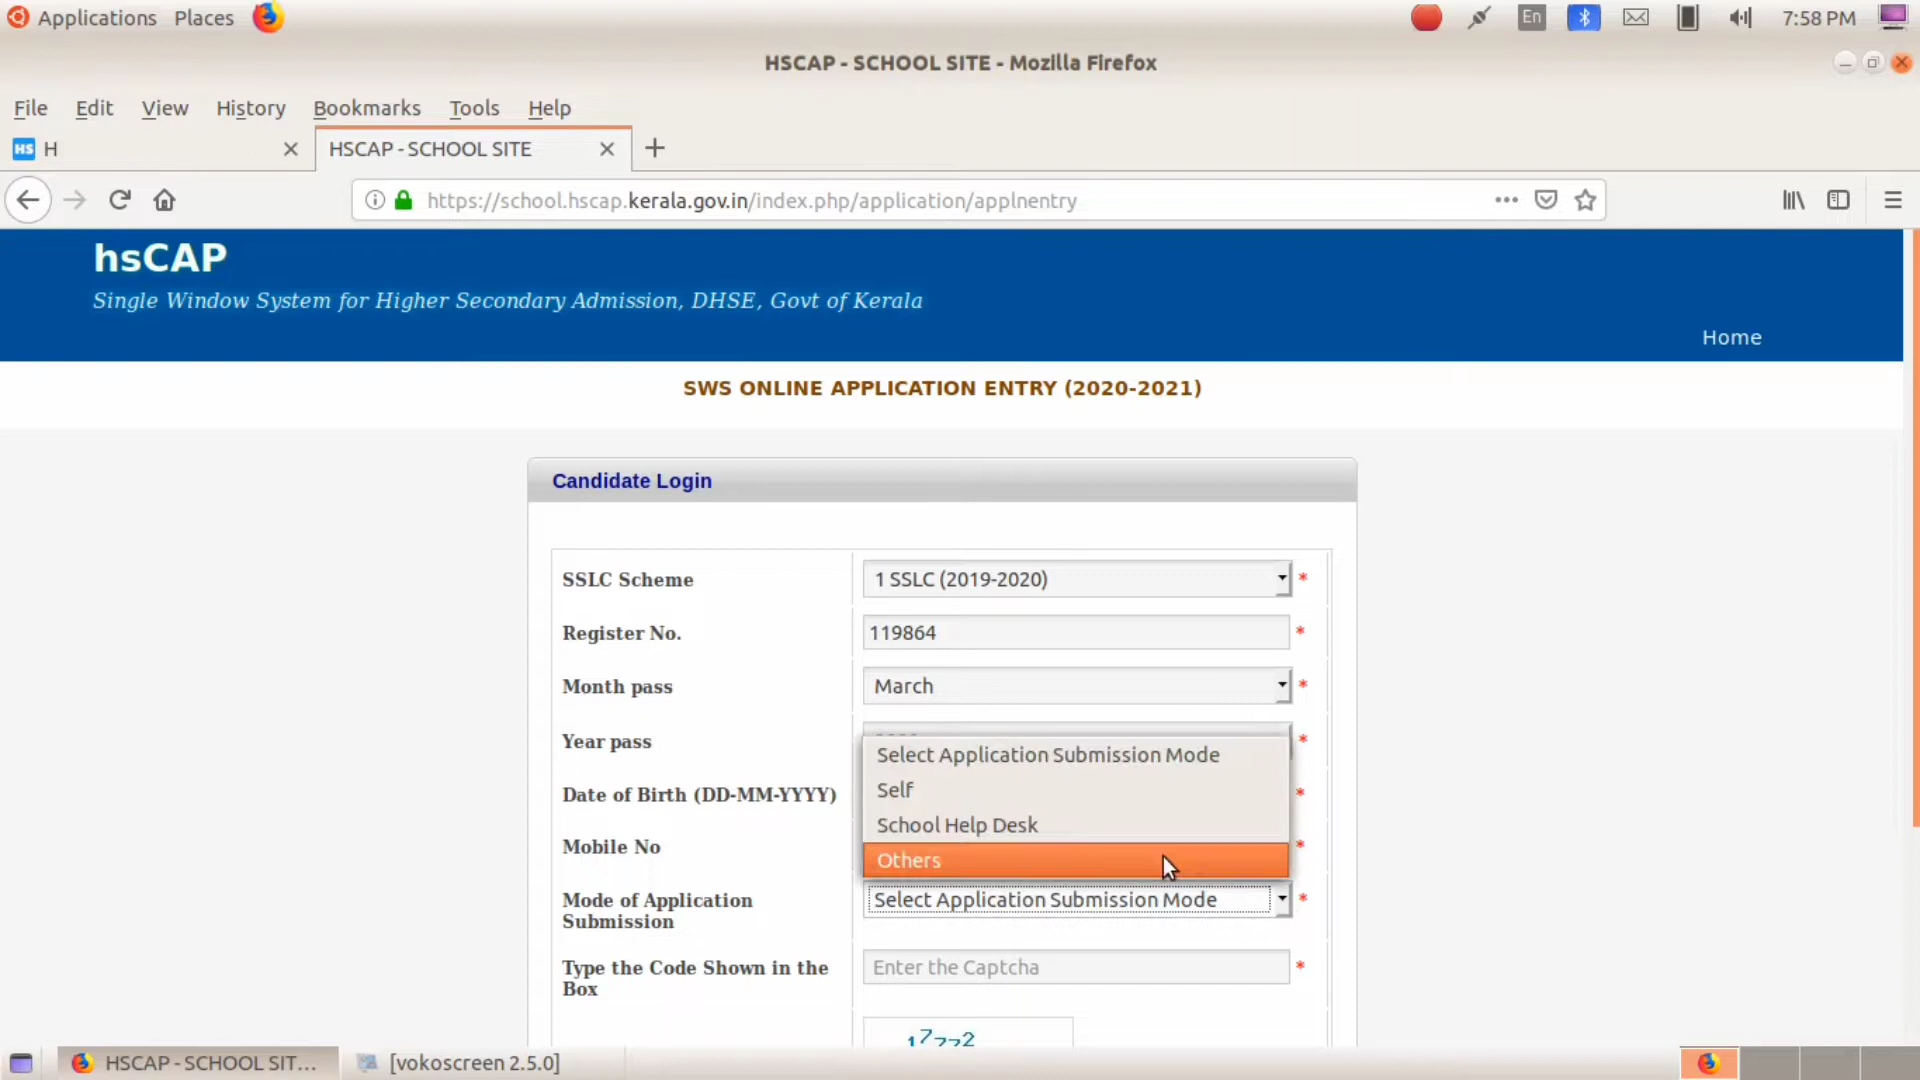 Applications Places En 7:58 PM
HSCAP - SCHOOL SITE - Mozilla Firefox
File Edit View History Bookmarks Tools Help
HS H HSCAP - SCHOOL SITE
https://school.hscap.kerala.gov.in/index.php/application/applnentry
hsCAP
Single Window System for Higher Secondary Admission, DHSE, Govt of Kerala
Home
SWS ONLINE APPLICATION ENTRY (2020-2021)
Candidate Login
SSLC Scheme 1 SSLC (2019-2020) *
Register No. 119864 *
Month pass March *
Year pass *
Select Application Submission Mode
Date of Birth (DD-MM-YYYY) Self *
School Help Desk
Mobile No *
Others
Mode of Application Select Application Submission Mode *
Submission
Type the Code Shown in the Enter the Captcha *
Box
HSCAP - SCHOOL SIT... [vokoscreen 2.5.0]